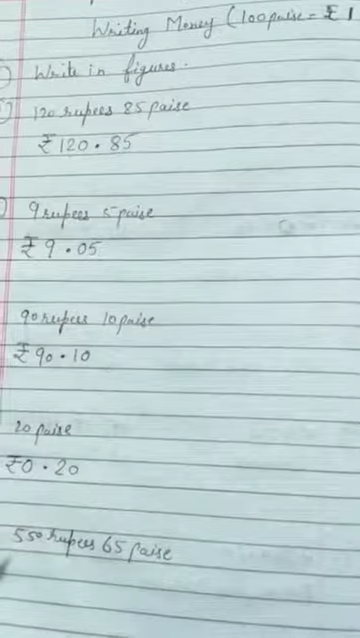 Writing Money (100 paise = ₹ 1
) Write in figures.
) 120 rupees 85 paise
₹ 120 . 85
) 9 rupees 5 paise
₹ 9 . 05
90 rupees 10 paise
₹ 90 . 10
20 paise
₹0 . 20
550 rupees 65 paise